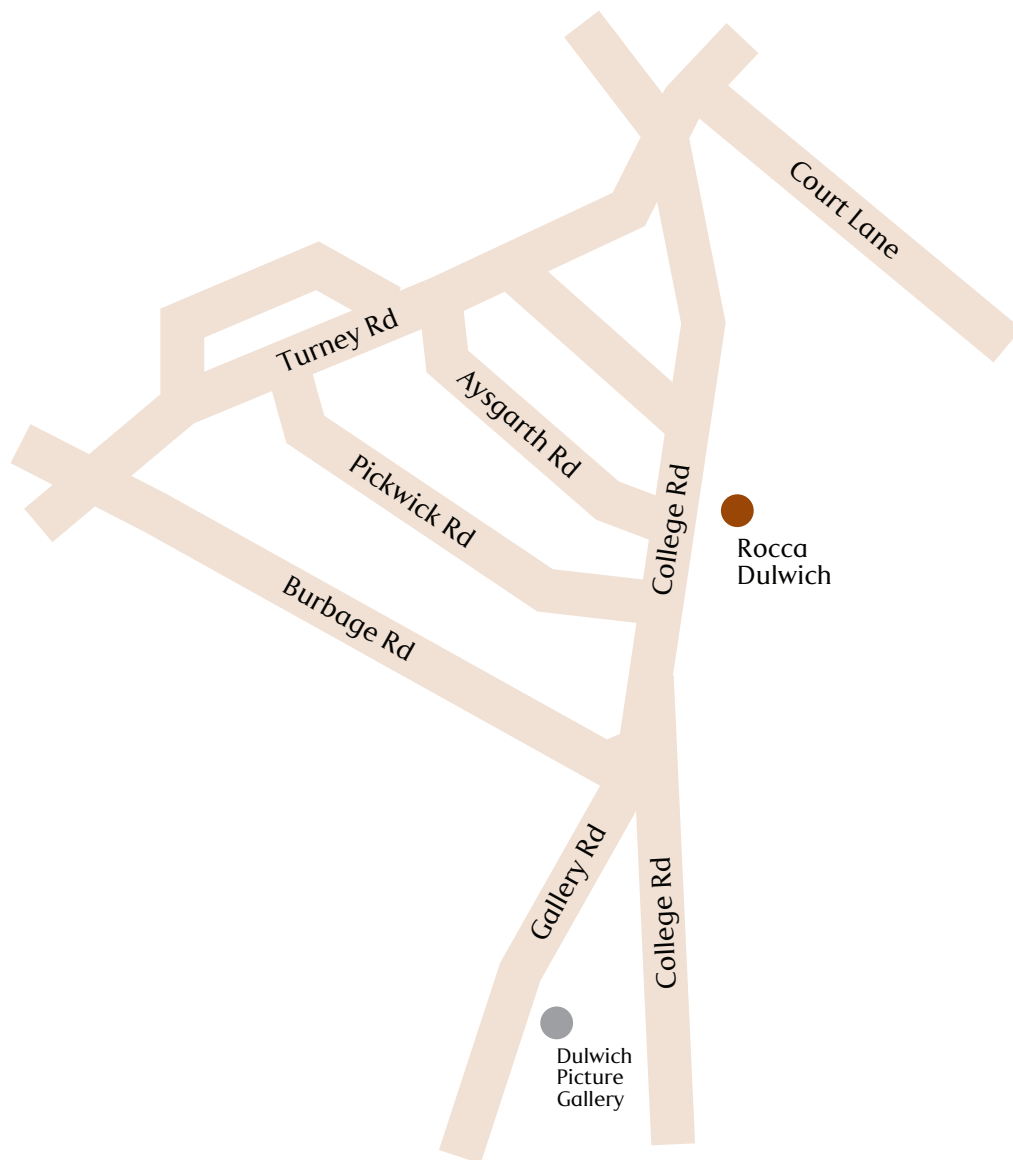 Court Lane
Turney Rd
Aysgarth Rd
Pickwick Rd
College Rd
Rocca
Dulwich
Burbage Rd
Gallery Rd
College Rd
Dulwich
Picture
Gallery